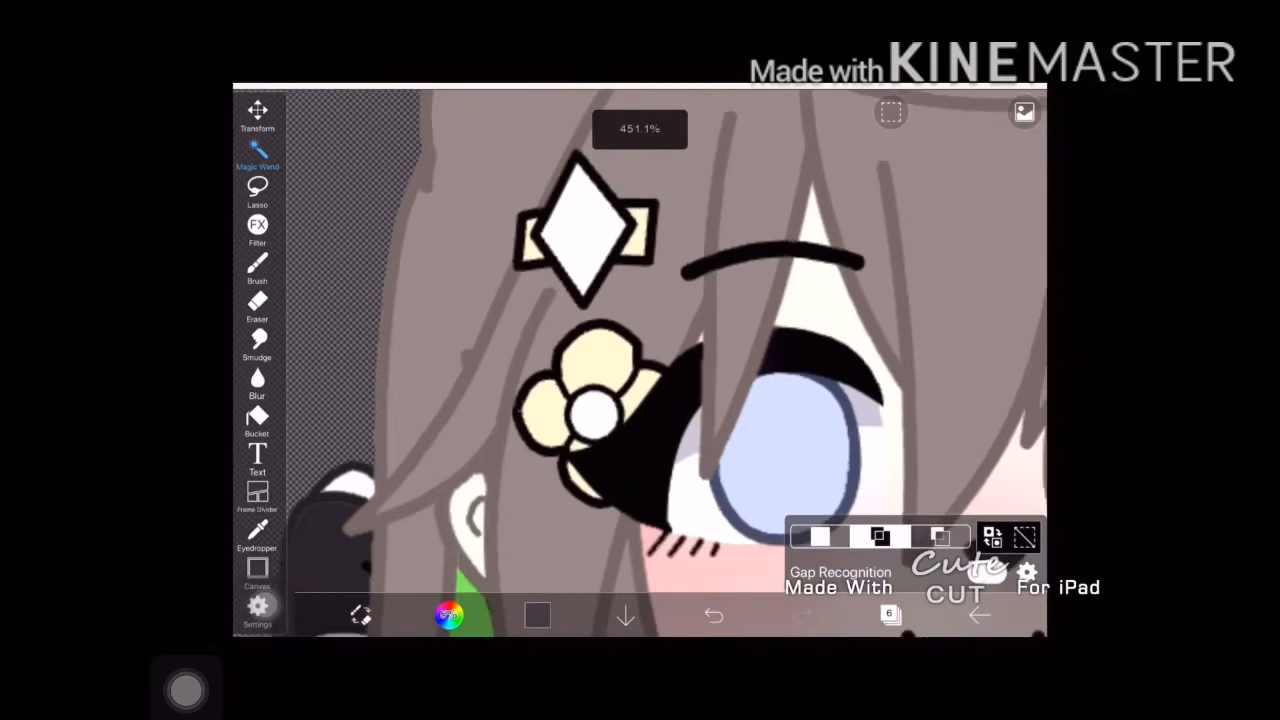 Made with KINEMASTER
451.1%
Transform
Magic Wand
Lasso
FX
Filter
Brush
Eraser
Smudge
Blur
Bucket
T
Text
Frame Divider
Eyedropper
Canvas
Settings
Gap Recognition
Made With Cute CUT For iPad
6